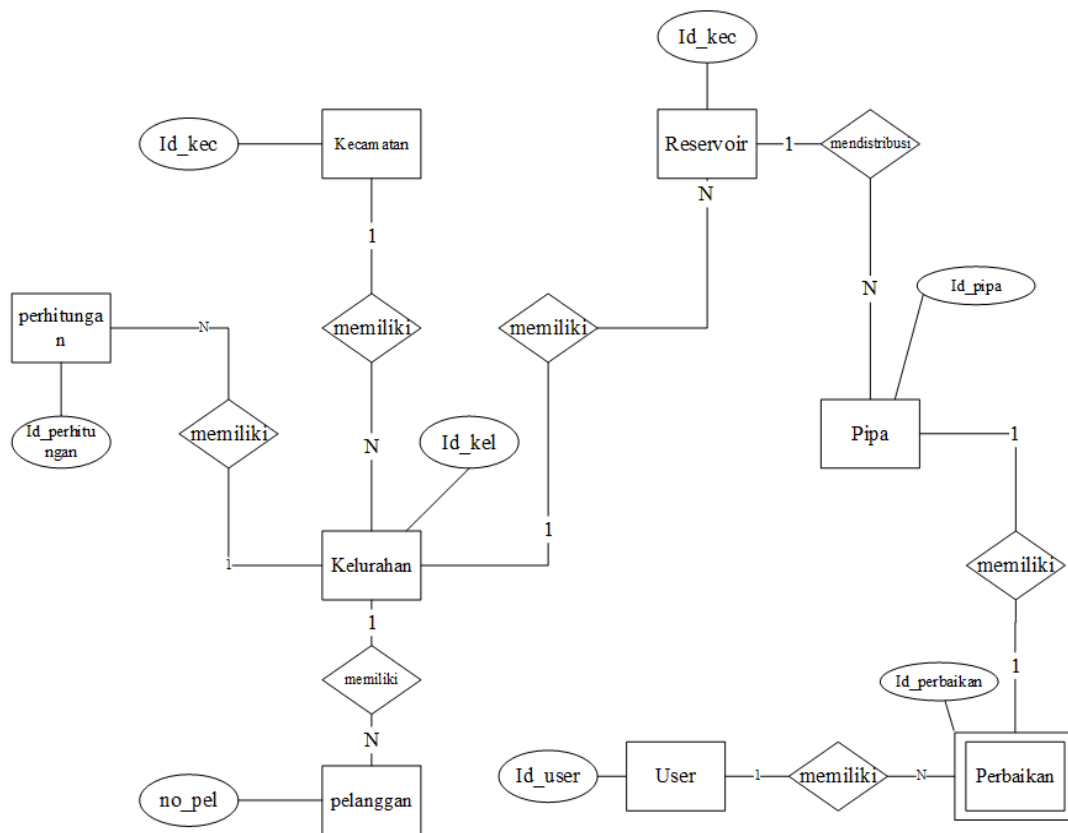 Id_kec
Id_kec
Kecamatan
Reservoir
1
mendistribusi
N
1
N
Id_pipa
perhitunga
n
N
memiliki
memiliki
Id_perhitu
ngan
memiliki
N
Id_kel
Pipa
1
1
1
Kelurahan
memiliki
1
memiliki
1
Id_perbaikan
N
Id_user
User
1
memiliki
N
Perbaikan
no_pel
pelanggan